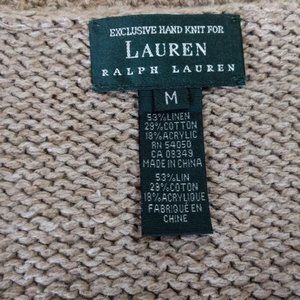 EXCLUSIVE HAND KNIT FOR
LAUREN
RALPH LAUREN
M
53%LINEN
29%COTTON
18%ACRYLIC
RN 54050
CA 08349
MADE IN CHINA
53%LIN
29%COTON
18%ACRYLIQUE
FABRIQUÉ EN
CHINE